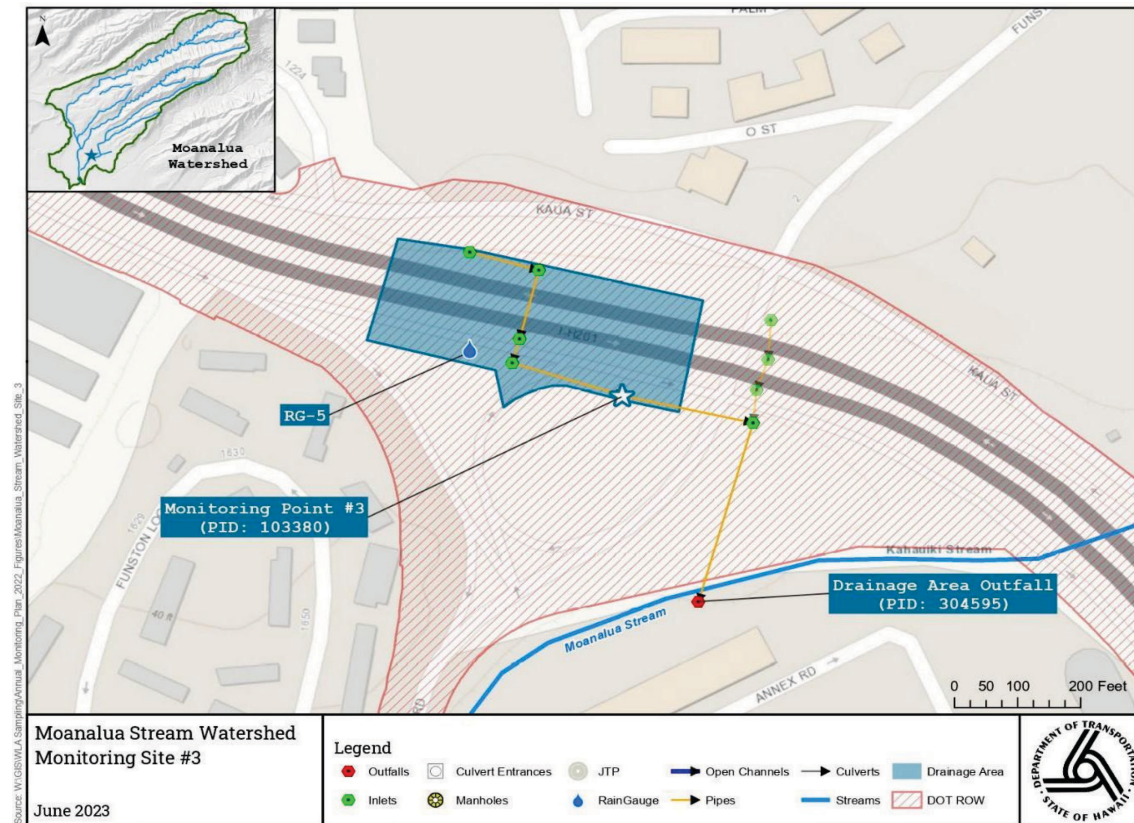 N
Moanalua
Watershed
1224
PALM
FUNST
O ST
2
KAUA ST
I-H201
KAUA ST
RG-5
Monitoring Point #3
(PID: 103380)
1630
FUNSTON LOO
1629
40 ft
1650
RD
Kahauiki Stream
Drainage Area Outfall
(PID: 304595)
Moanalua Stream
ANNEX RD
0 50 100 200 Feet
Moanalua Stream Watershed
Monitoring Site #3
June 2023
Legend
Outfalls Culvert Entrances JTP Open Channels Culverts Drainage Area
Inlets Manholes RainGauge Pipes Streams DOT ROW
DEPARTMENT OF TRANSPORTATION
STATE OF HAWAII